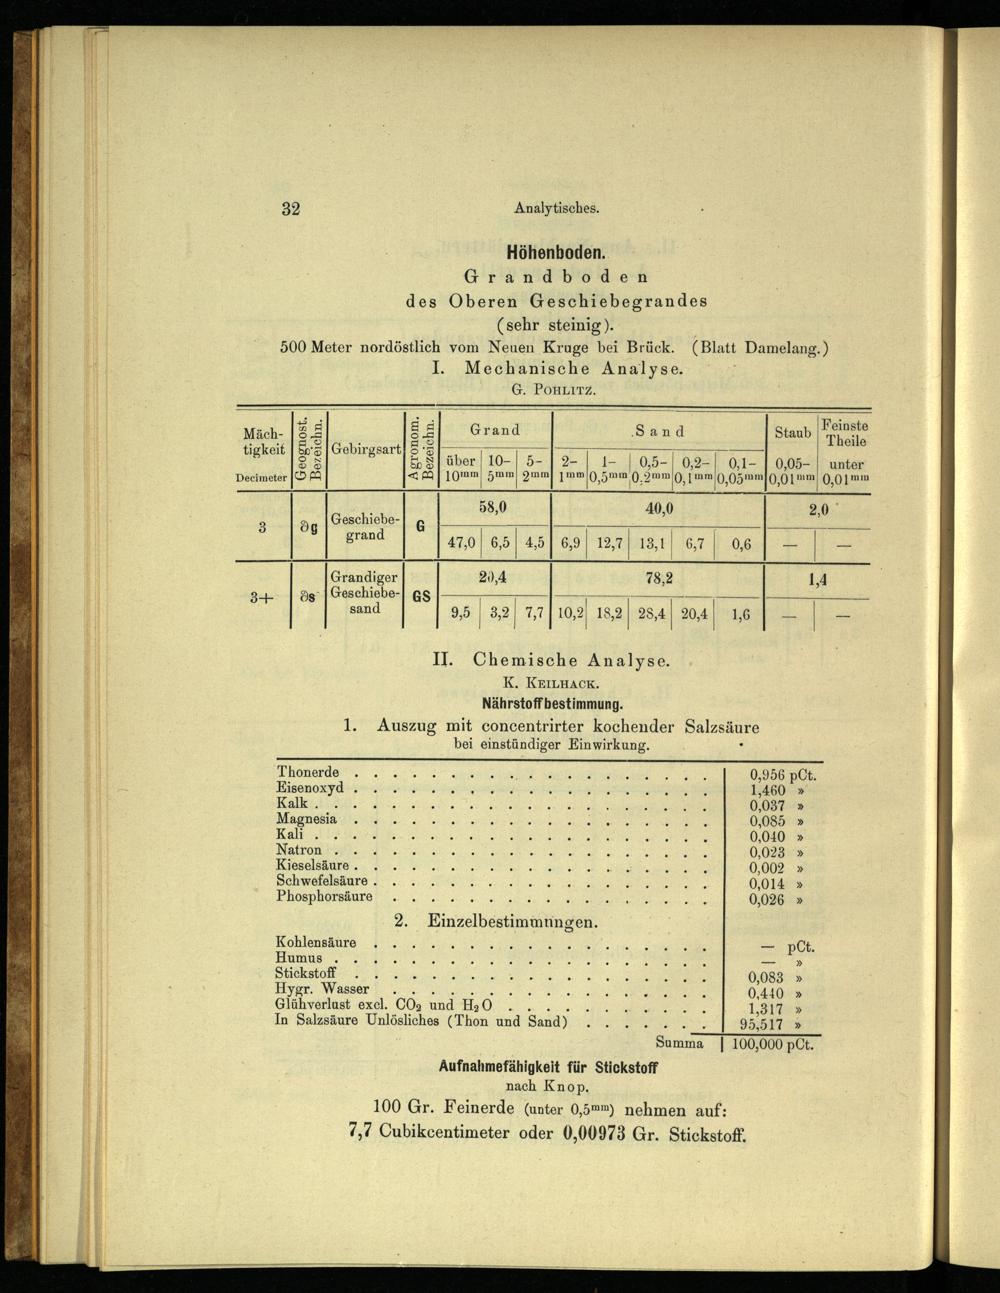 32
Analytisches.
Höhenboden.
Grandboden
des Oberen Geschiebegrandes
(sehr steinig).
500 Meter nordöstlich vom Neuen Kruge bei Brück. (Blatt Damelang.)
I. Mechanische Analyse.
G. Pohlitz.
Mäch-
tigkeit
Decimeter
Geognost.
Bezeichn.
Gebirgsart
Agronom.
Bezeichn.
Grand
über 10mm
10-5mm
5-2mm
Sand
2-1mm
1-0,5mm
0,5-0,2mm
0,2-0,1mm
0,1-0,05mm
Staub
0,05-0,01mm
Feinste
Theile
unter 0,01mm
3 ∂g Geschiebe- G 58,0 40,0 2,0
grand 47,0 6,5 4,5 6,9 12,7 13,1 6,7 0,6 — —
3+ ∂s Grandiger GS 20,4 78,2 1,4
Geschiebe-
sand 9,5 3,2 7,7 10,2 18,2 28,4 20,4 1,6 — —
II. Chemische Analyse.
K. Keilhack.
Nährstoffbestimmung.
1. Auszug mit concentrirter kochender Salzsäure
bei einstündiger Einwirkung.
Thonerde . . . 0,956 pCt.
Eisenoxyd . . . 1,460 »
Kalk . . . 0,037 »
Magnesia . . . 0,085 »
Kali . . . 0,040 »
Natron . . . 0,023 »
Kieselsäure . . . 0,002 »
Schwefelsäure . . . 0,014 »
Phosphorsäure . . . 0,026 »
2. Einzelbestimmungen.
Kohlensäure . . . — pCt.
Humus . . . — »
Stickstoff . . . 0,083 »
Hygr. Wasser . . . 0,440 »
Glühverlust excl. CO2 und H2O . . . 1,317 »
In Salzsäure Unlösliches (Thon und Sand) . . . 95,517 »
Summa 100,000 pCt.
Aufnahmefähigkeit für Stickstoff
nach Knop.
100 Gr. Feinerde (unter 0,5mm) nehmen auf:
7,7 Cubikcentimeter oder 0,00973 Gr. Stickstoff.